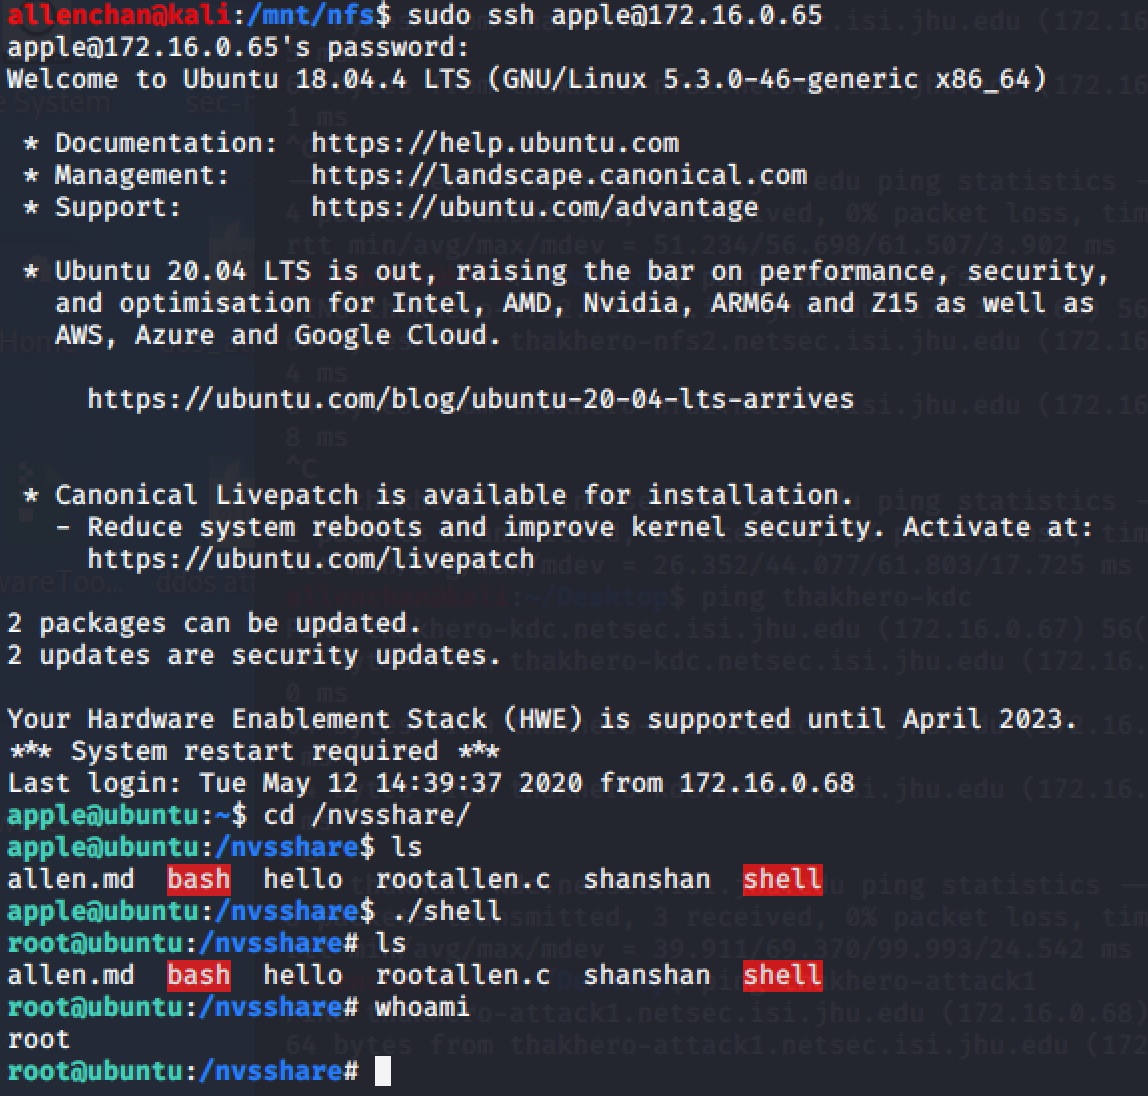 allenchan@kali:/mnt/nfs$ sudo ssh apple@172.16.0.65
apple@172.16.0.65's password:
Welcome to Ubuntu 18.04.4 LTS (GNU/Linux 5.3.0-46-generic x86_64)
* Documentation:  https://help.ubuntu.com
* Management:     https://landscape.canonical.com
* Support:        https://ubuntu.com/advantage
* Ubuntu 20.04 LTS is out, raising the bar on performance, security,
and optimisation for Intel, AMD, Nvidia, ARM64 and Z15 as well as
AWS, Azure and Google Cloud.
https://ubuntu.com/blog/ubuntu-20-04-lts-arrives
* Canonical Livepatch is available for installation.
- Reduce system reboots and improve kernel security. Activate at:
https://ubuntu.com/livepatch
2 packages can be updated.
2 updates are security updates.
Your Hardware Enablement Stack (HWE) is supported until April 2023.
*** System restart required ***
Last login: Tue May 12 14:39:37 2020 from 172.16.0.68
apple@ubuntu:~$ cd /nvsshare/
apple@ubuntu:/nvsshare$ ls
allen.md  bash  hello  rootallen.c  shanshan  shell
apple@ubuntu:/nvsshare$ ./shell
root@ubuntu:/nvsshare# ls
allen.md  bash  hello  rootallen.c  shanshan  shell
root@ubuntu:/nvsshare# whoami
root
root@ubuntu:/nvsshare#